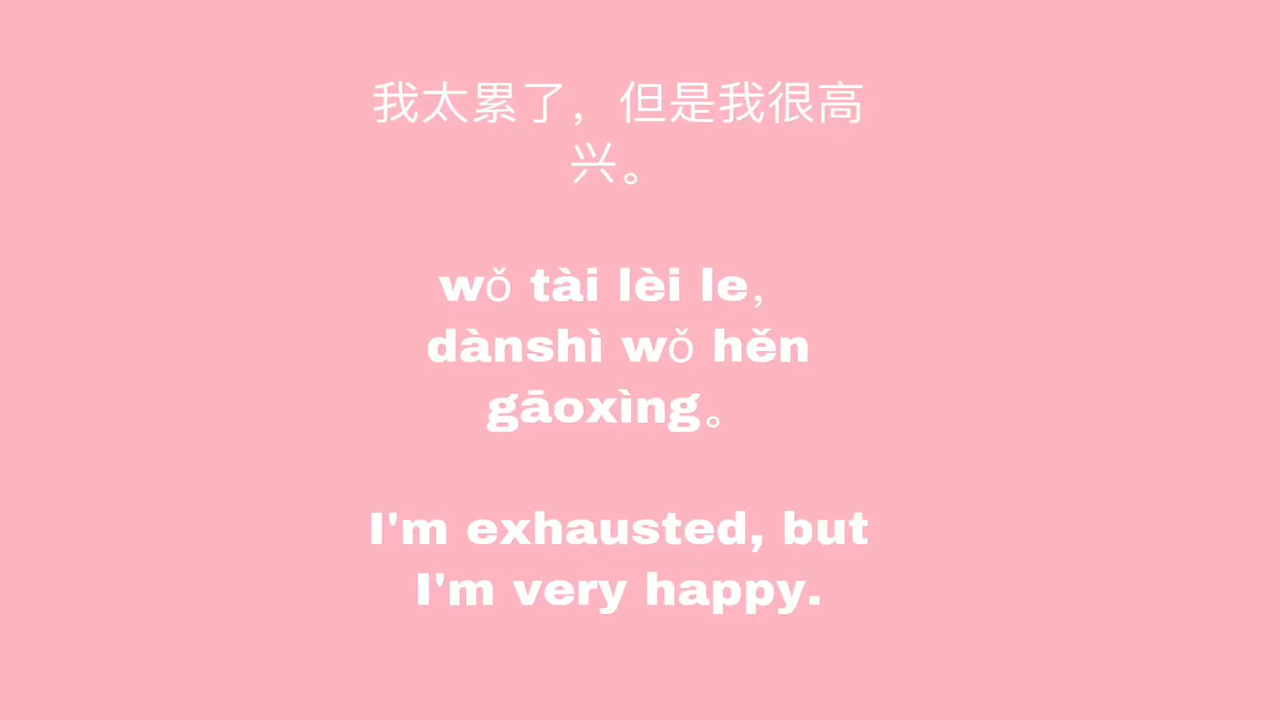 我太累了，但是我很高
兴。
wǒ tài lèi le，
dànshì wǒ hěn
gāoxìng。
I'm exhausted, but
I'm very happy.